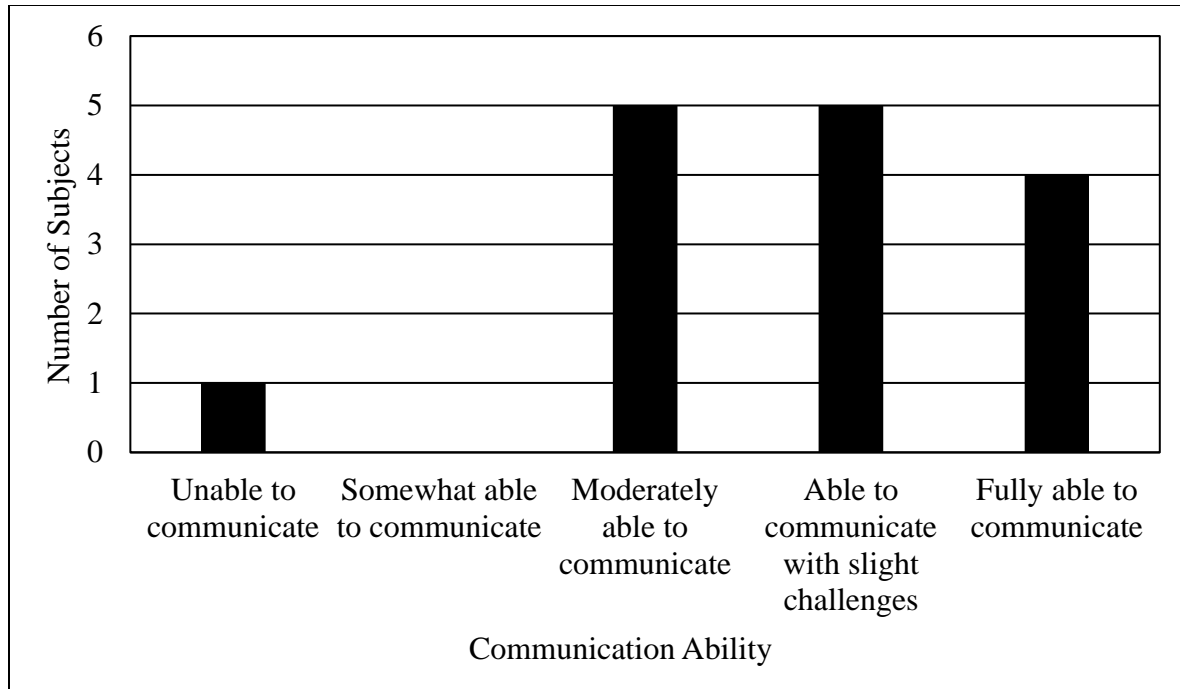 6
5
4
3
2
1
0
Number of Subjects
Unable to
communicate
Somewhat able
to communicate
Moderately
able to
communicate
Able to
communicate
with slight
challenges
Fully able to
communicate
Communication Ability